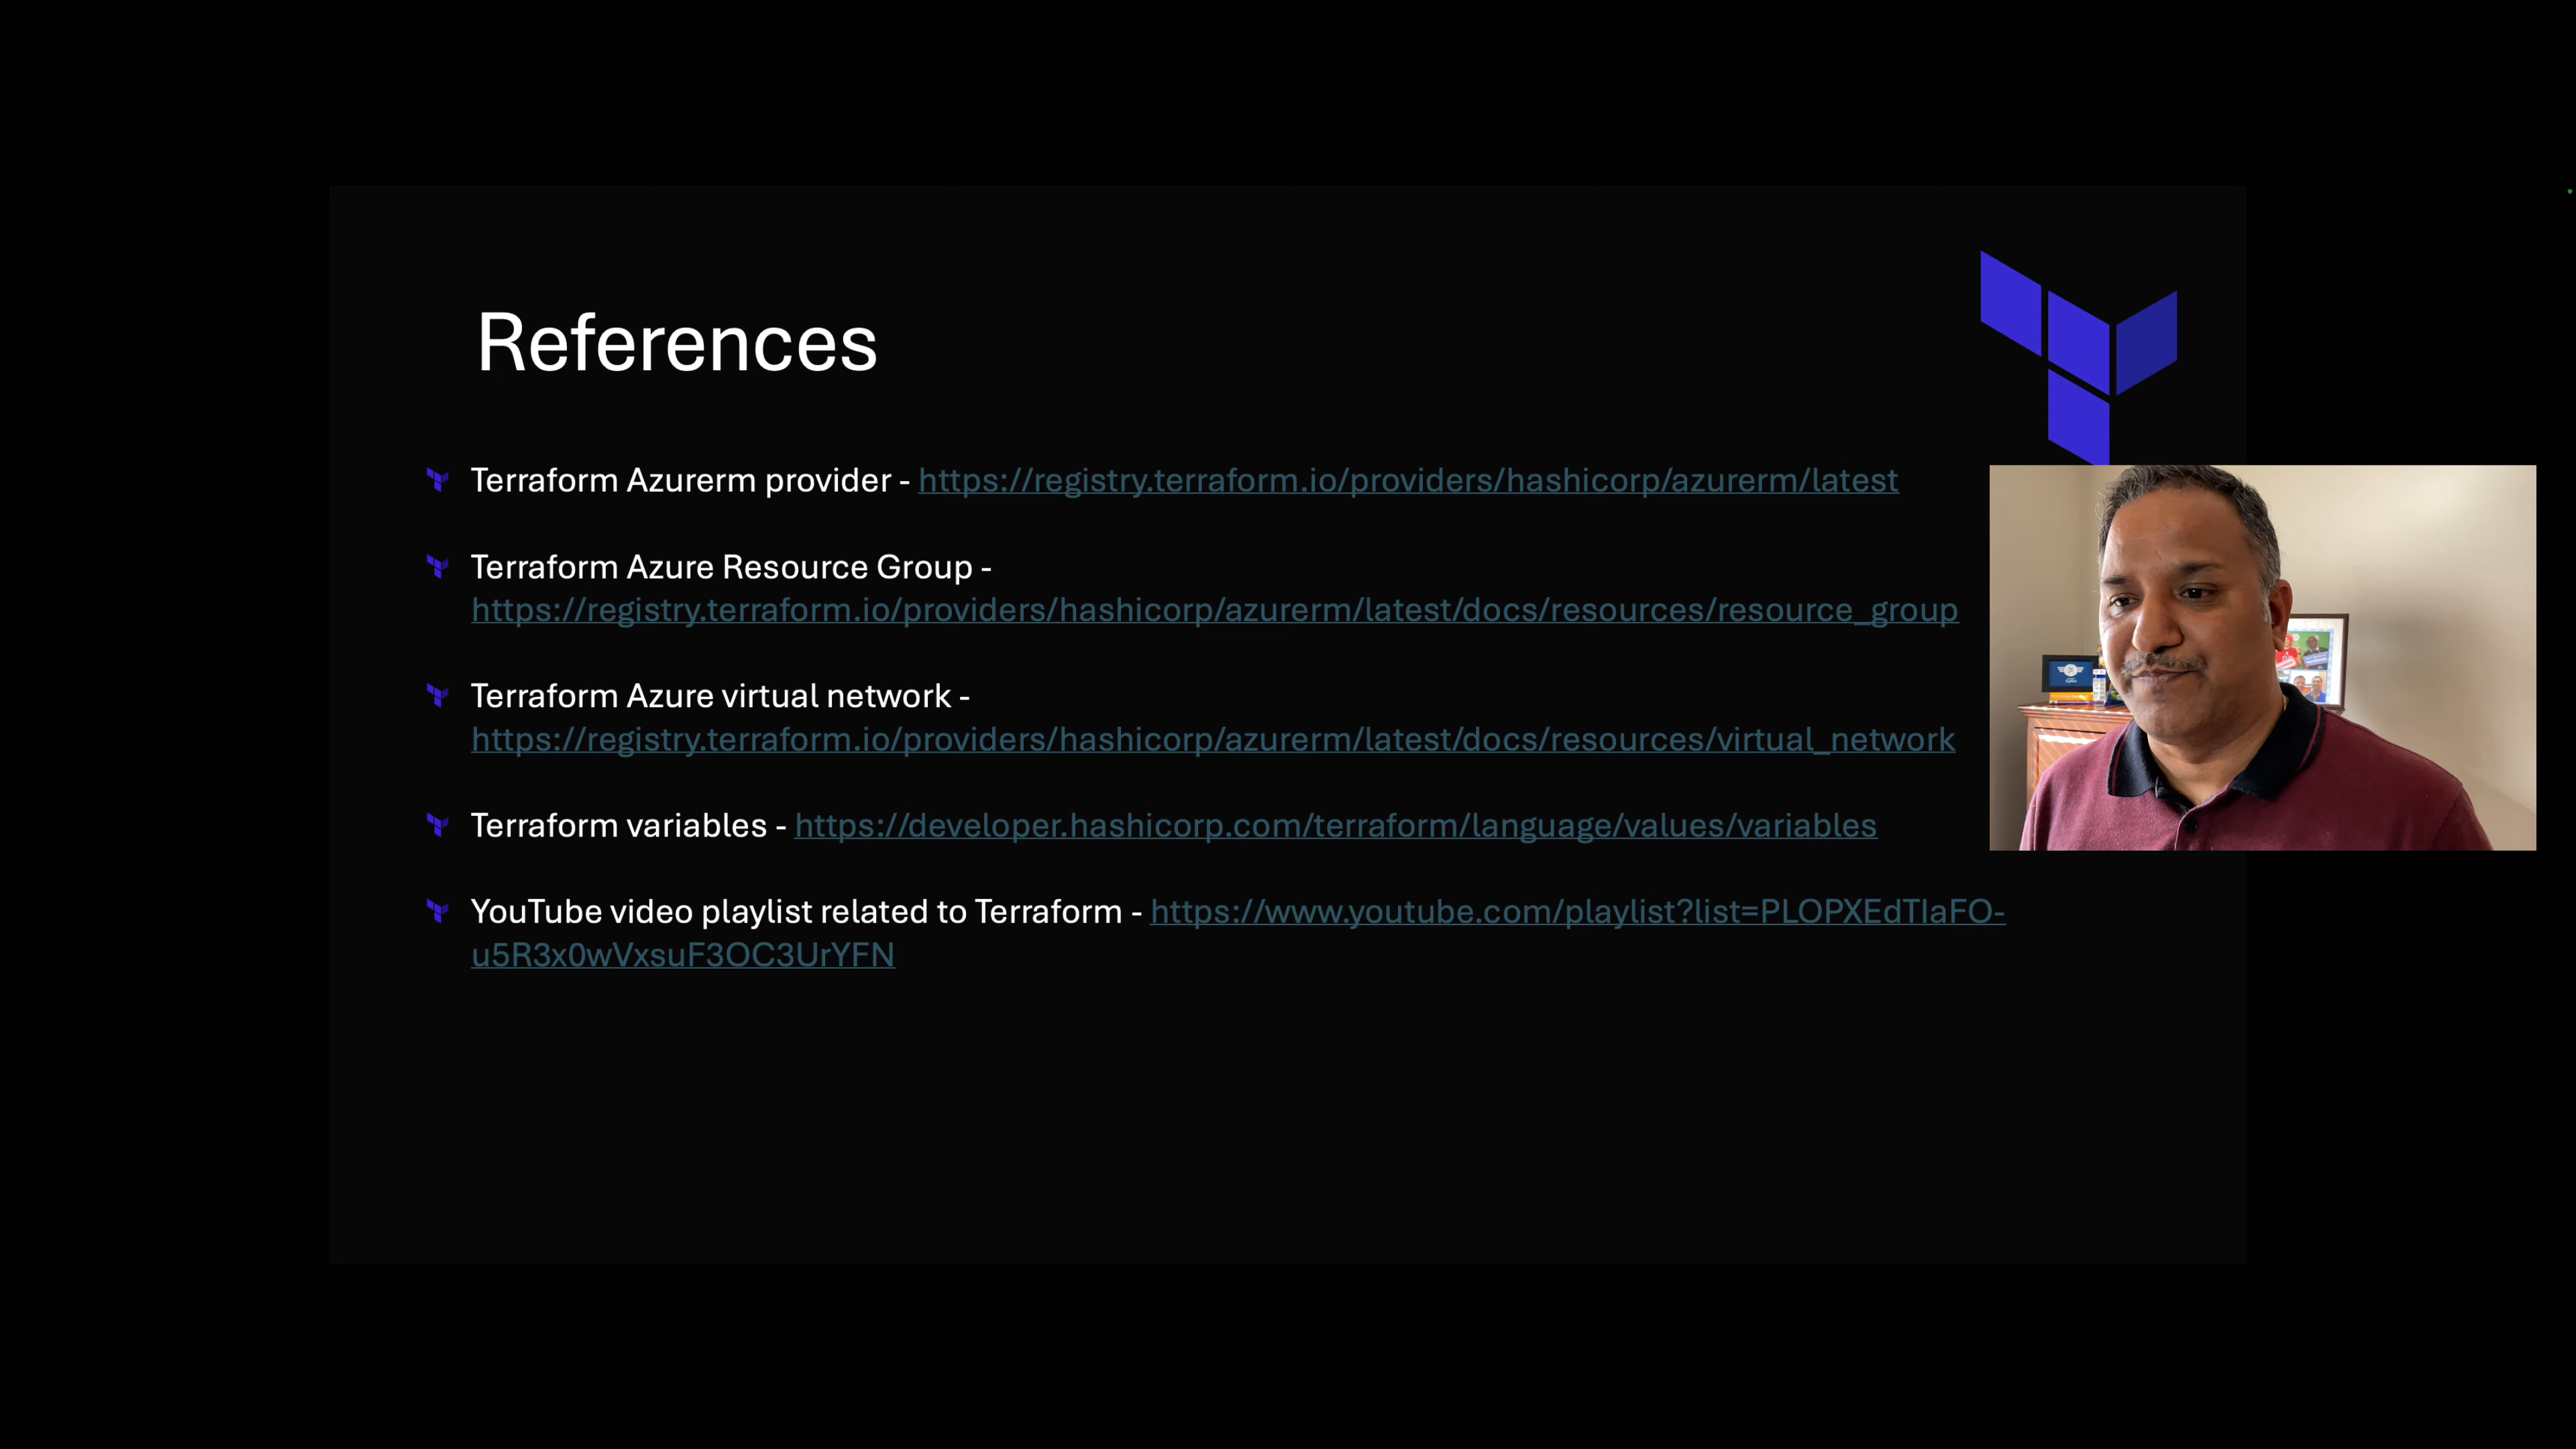 References
Terraform Azurerm provider - https://registry.terraform.io/providers/hashicorp/azurerm/latest
Terraform Azure Resource Group -
https://registry.terraform.io/providers/hashicorp/azurerm/latest/docs/resources/resource_group
Terraform Azure virtual network -
https://registry.terraform.io/providers/hashicorp/azurerm/latest/docs/resources/virtual_network
Terraform variables - https://developer.hashicorp.com/terraform/language/values/variables
YouTube video playlist related to Terraform - https://www.youtube.com/playlist?list=PLOPXEdTlaFO-
u5R3x0wVxsuF3OC3UrYFN